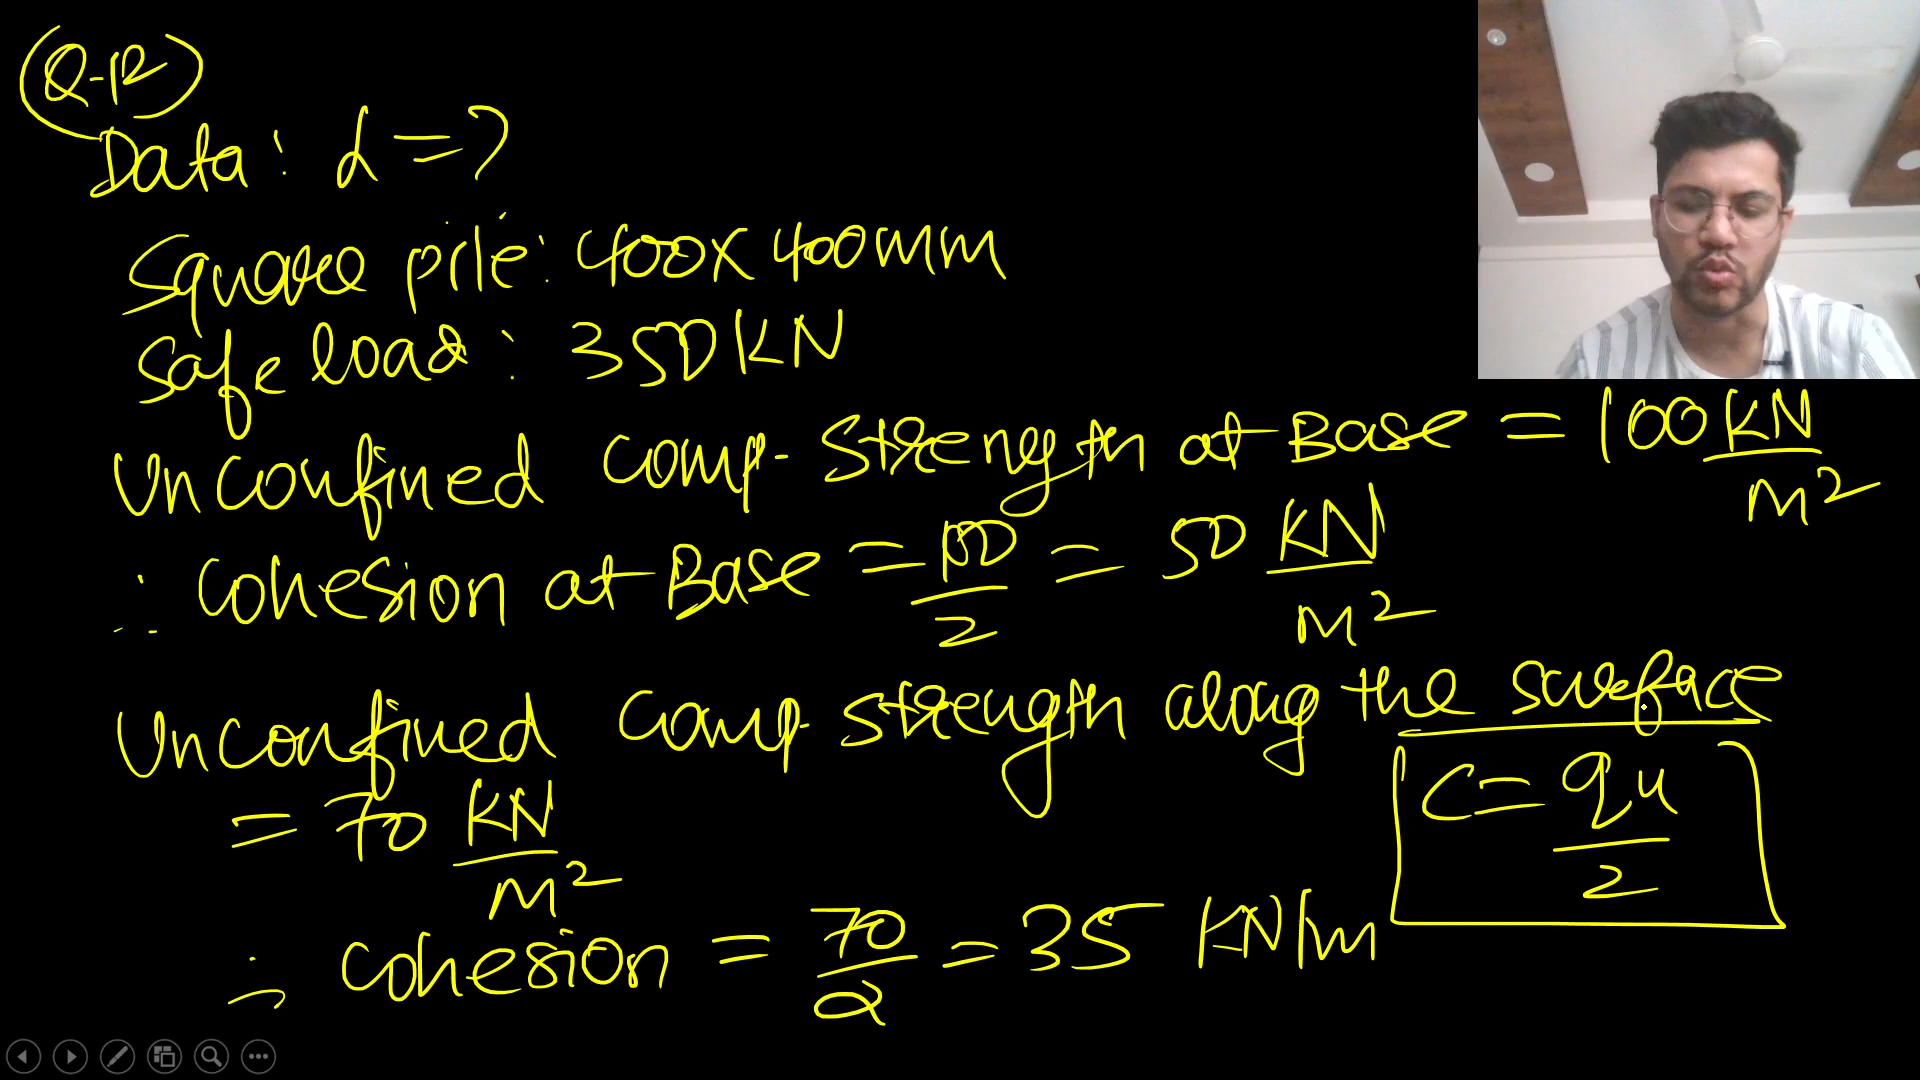 Q-12
Data: L = ?
Square pile: 400 x 400mm
Safe load: 350 KN
Unconfined comp. strength at Base = 100 KN/m²
∴ Cohesion at Base = 100/2 = 50 KN/m²
Unconfined comp. strength along the surface
= 70 KN/m²
C = qu/2
∴ Cohesion = 70/2 = 35 KN/m